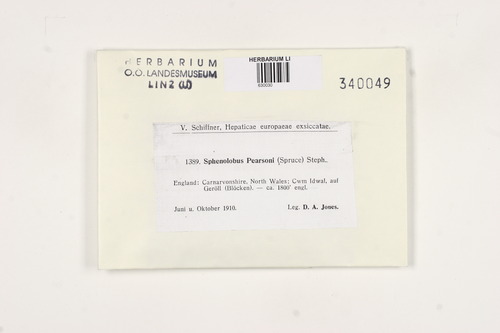 HERBARIUM
O.Ö. LANDESMUSEUM
LINZ (LI)
HERBARIUM LI
340049
V. Schiffner, Hepaticae europaeae exsiccatae.
1389. Sphenolobus Pearsoni (Spruce) Steph.
England: Carnarvonshire, North Wales: Cwm Idwal, auf
Geröll (Blöcken). — ca. 1800' engl.
Juni u. Oktober 1910. Leg. D. A. Jones.